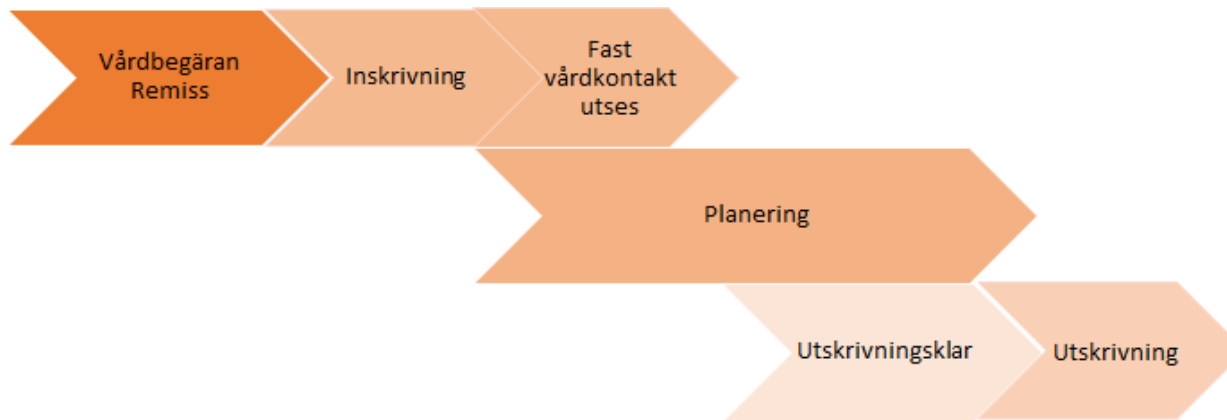 Vårdbegäran
Remiss
Inskrivning
Fast
vårdkontakt
utses
Planering
Utskrivningsklar
Utskrivning